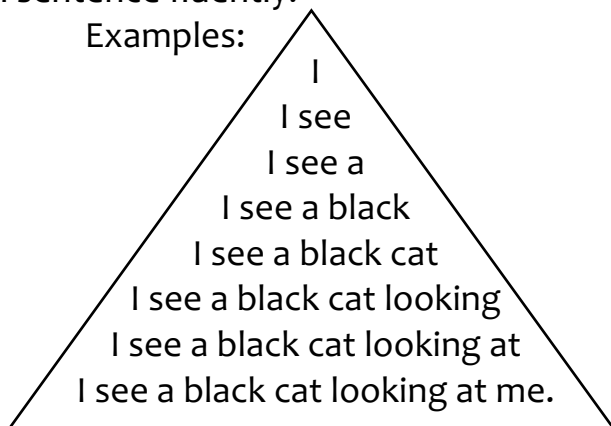 sentence fluently.
Examples:
I
I see
I see a
I see a black
I see a black cat
I see a black cat looking
I see a black cat looking at
I see a black cat looking at me.